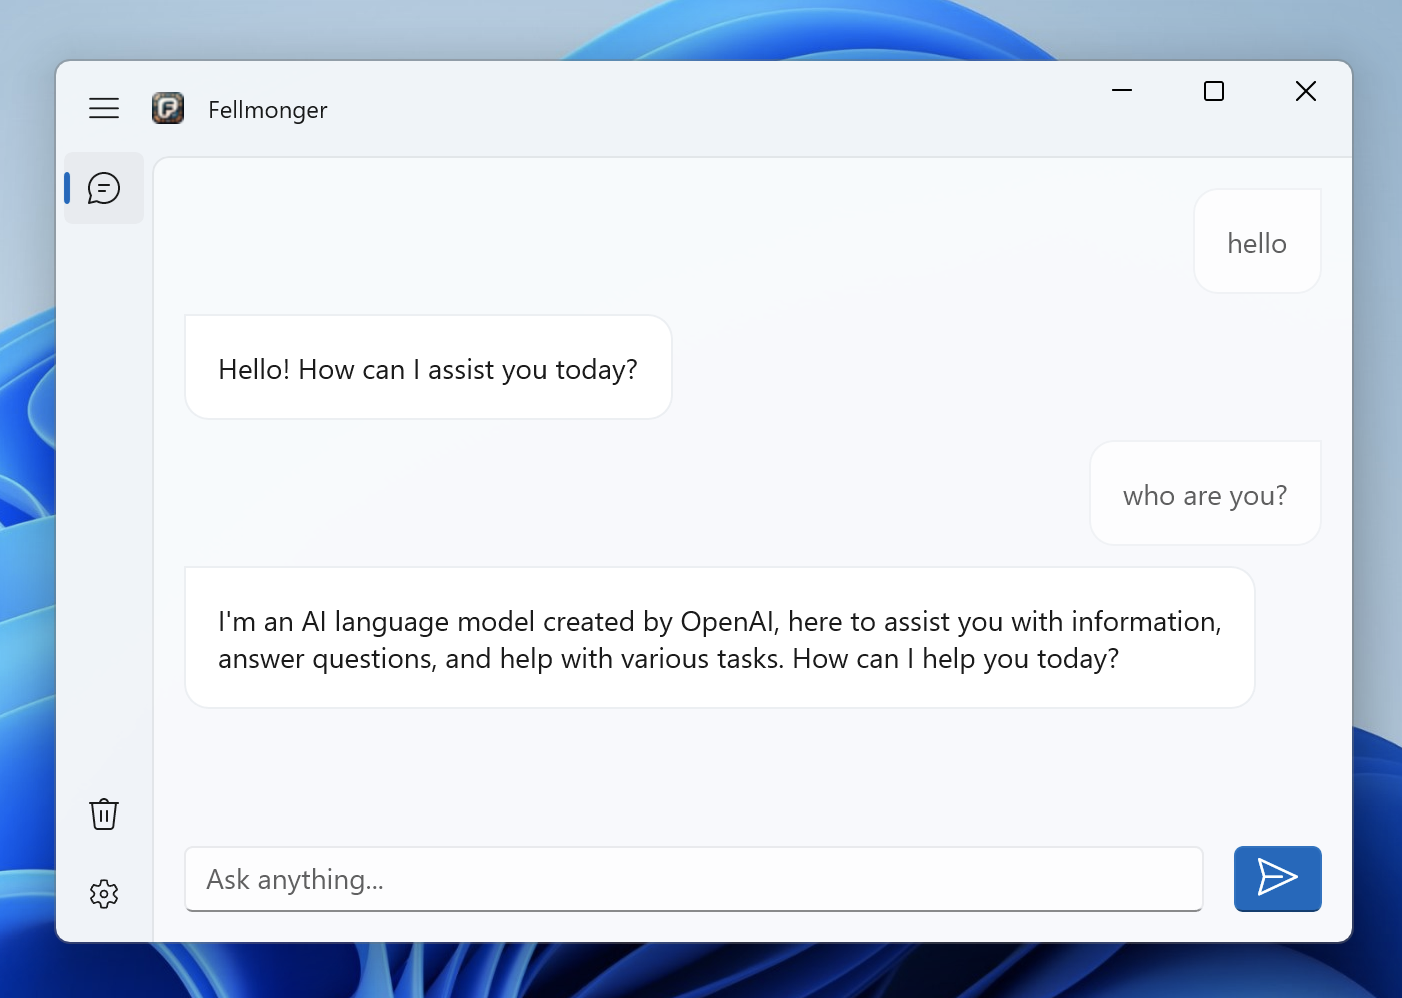 Fellmonger
hello
Hello! How can I assist you today?
who are you?
I'm an AI language model created by OpenAI, here to assist you with information,
answer questions, and help with various tasks. How can I help you today?
Ask anything...